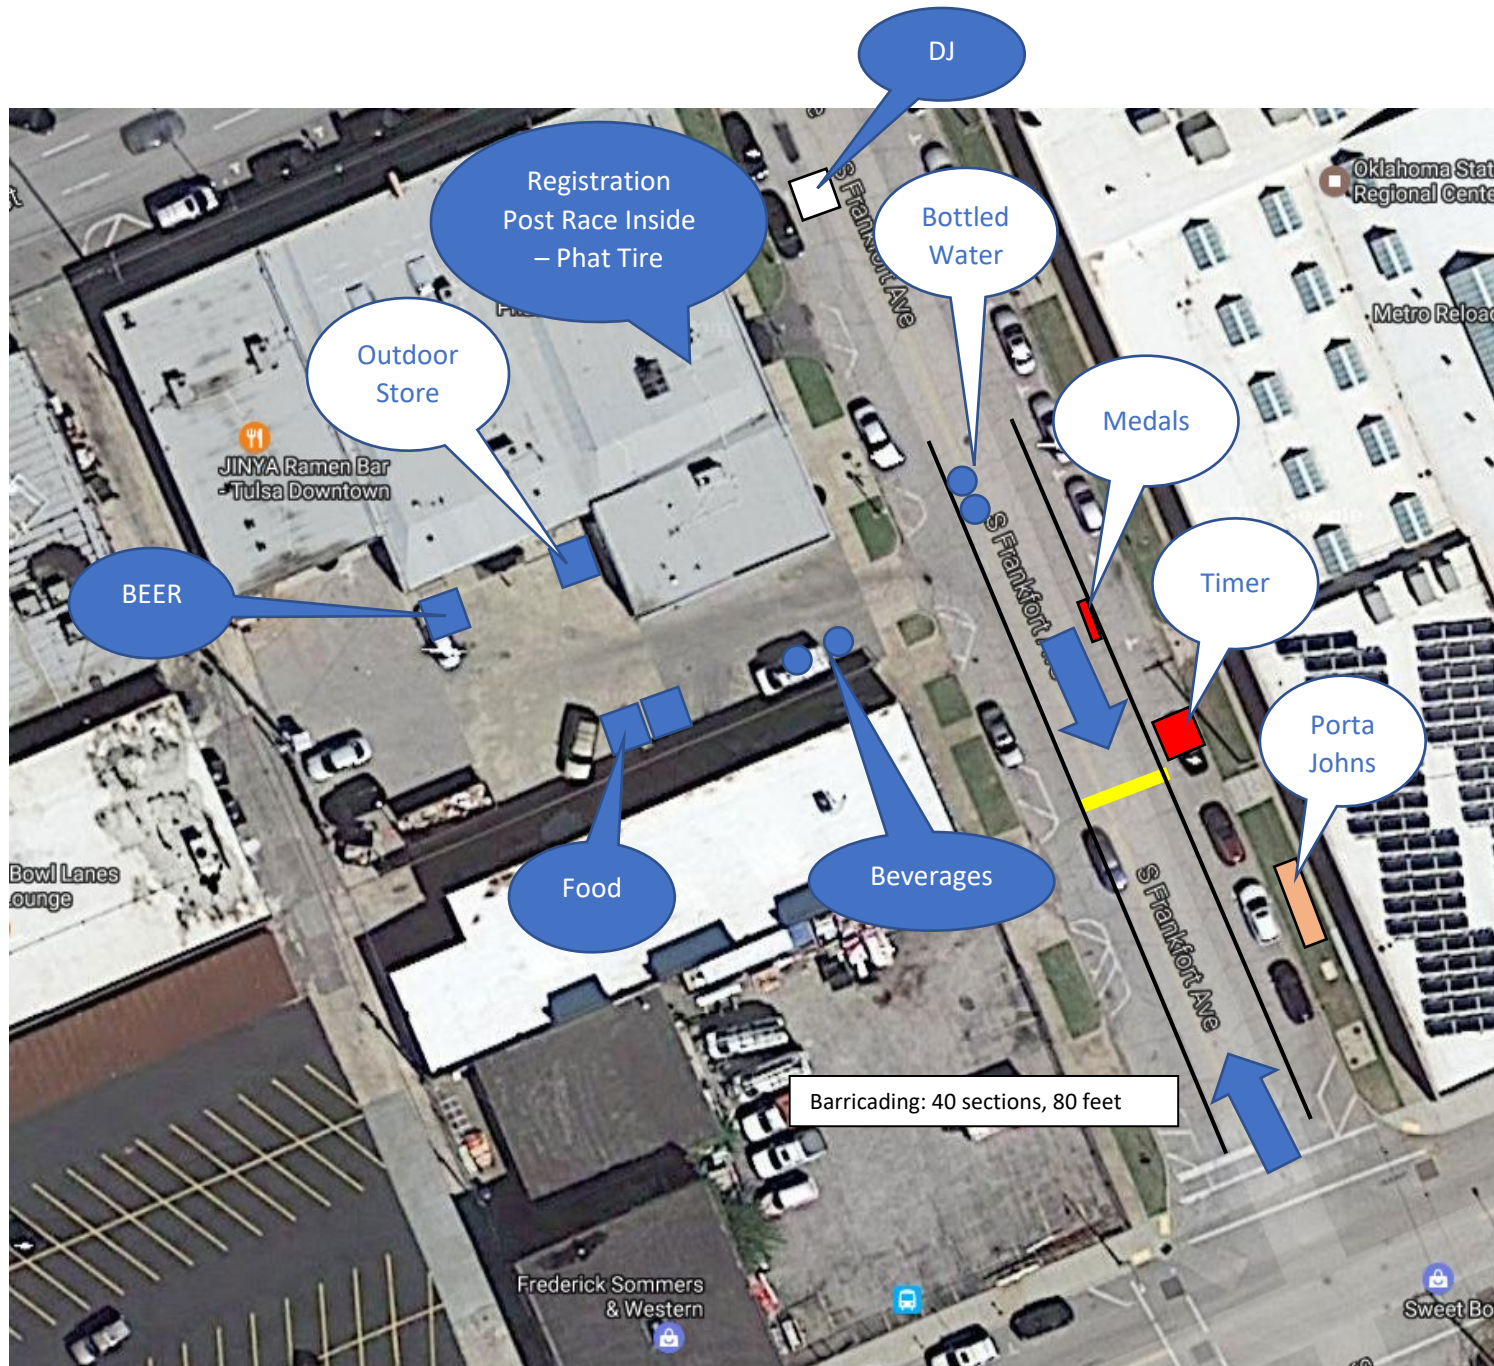 DJ
Registration
Post Race Inside
– Phat Tire
Bottled
Water
Oklahoma Stat
Regional Cente
S Frankfort Ave
Metro Reload
Outdoor
Store
Medals
JINYA Ramen Bar
- Tulsa Downtown
S Frankfort Ave
Timer
BEER
Porta
Johns
Food
Beverages
Bowl Lanes
ounge
S Frankfort Ave
Barricading: 40 sections, 80 feet
Frederick Sommers
& Western
Sweet Bo